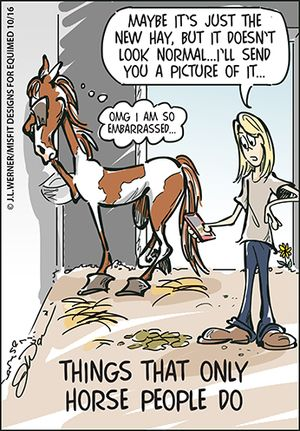 MAYBE IT'S JUST THE
NEW HAY, BUT IT DOESN'T
LOOK NORMAL...I'LL SEND
YOU A PICTURE OF IT...
OMG I AM SO
EMBARRASSED...
© J.L.WERNER/MISFIT DESIGNS FOR EQUIMED 10/16
THINGS THAT ONLY
HORSE PEOPLE DO